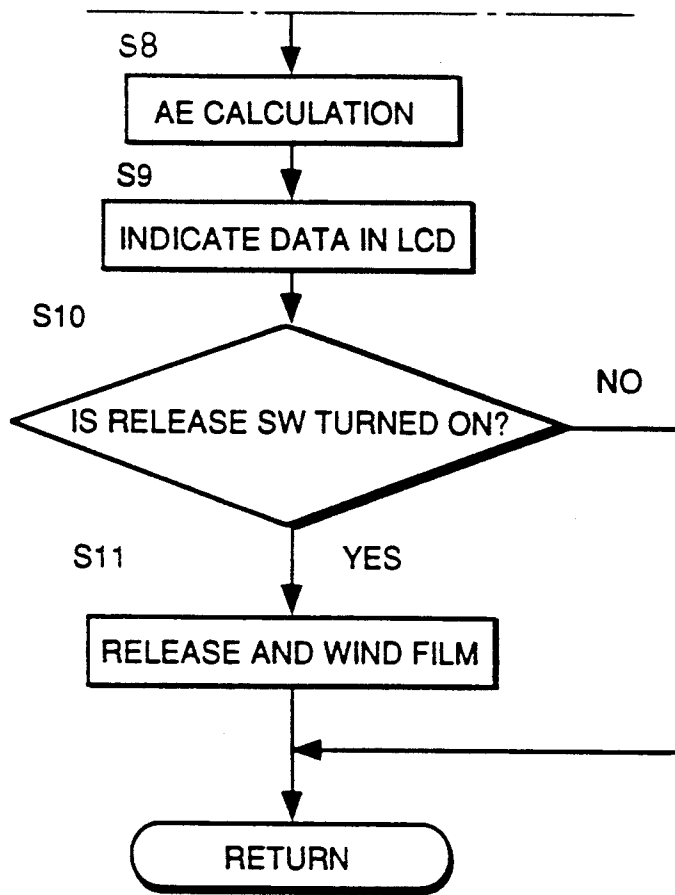 S8
AE CALCULATION
S9
INDICATE DATA IN LCD
S10
IS RELEASE SW TURNED ON?
NO
S11
YES
RELEASE AND WIND FILM
RETURN